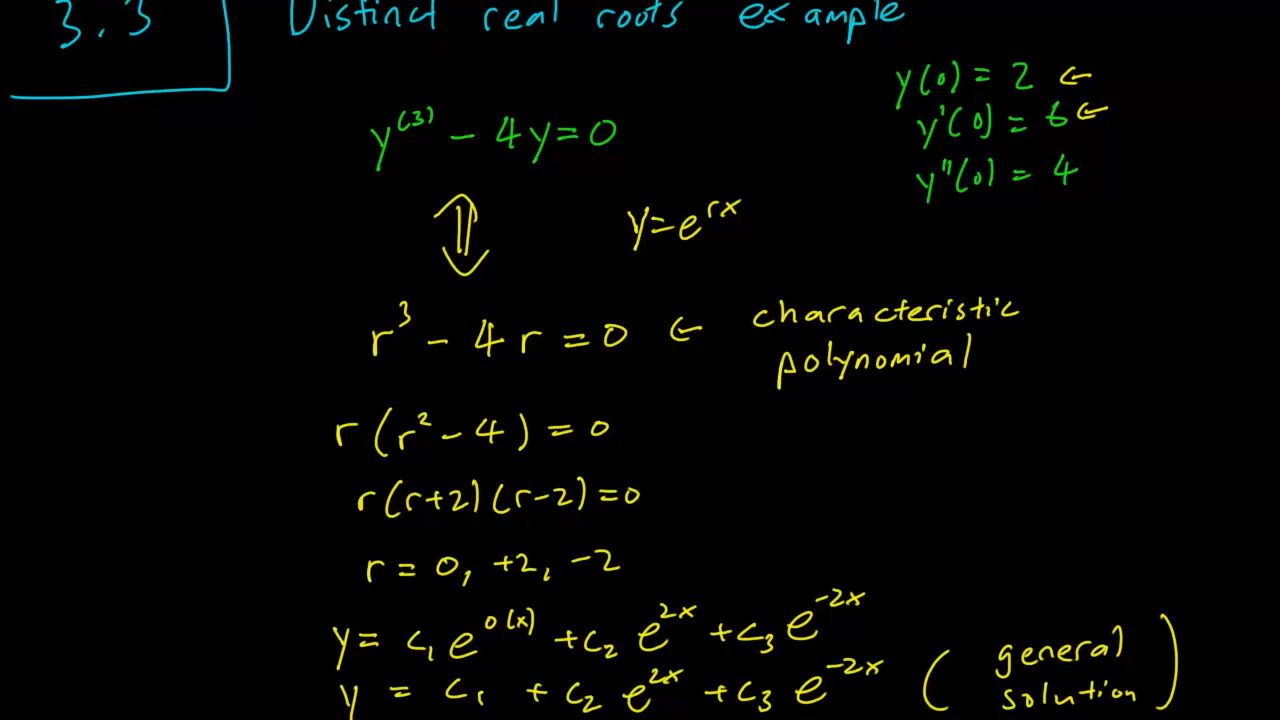 3.3 Distinct real roots example
y(0) = 2 ←
y'(0) = 6 ←
y''(0) = 4
y⁽³⁾ - 4y = 0
y = e^{rx}
r³ - 4r = 0 ← characteristic
polynomial
r(r² - 4) = 0
r(r+2)(r-2) = 0
r = 0, +2, -2
y = c₁ e^{0(x)} + c₂ e^{2x} + c₃ e^{-2x}
y = c₁ + c₂ e^{2x} + c₃ e^{-2x} (general
solution)